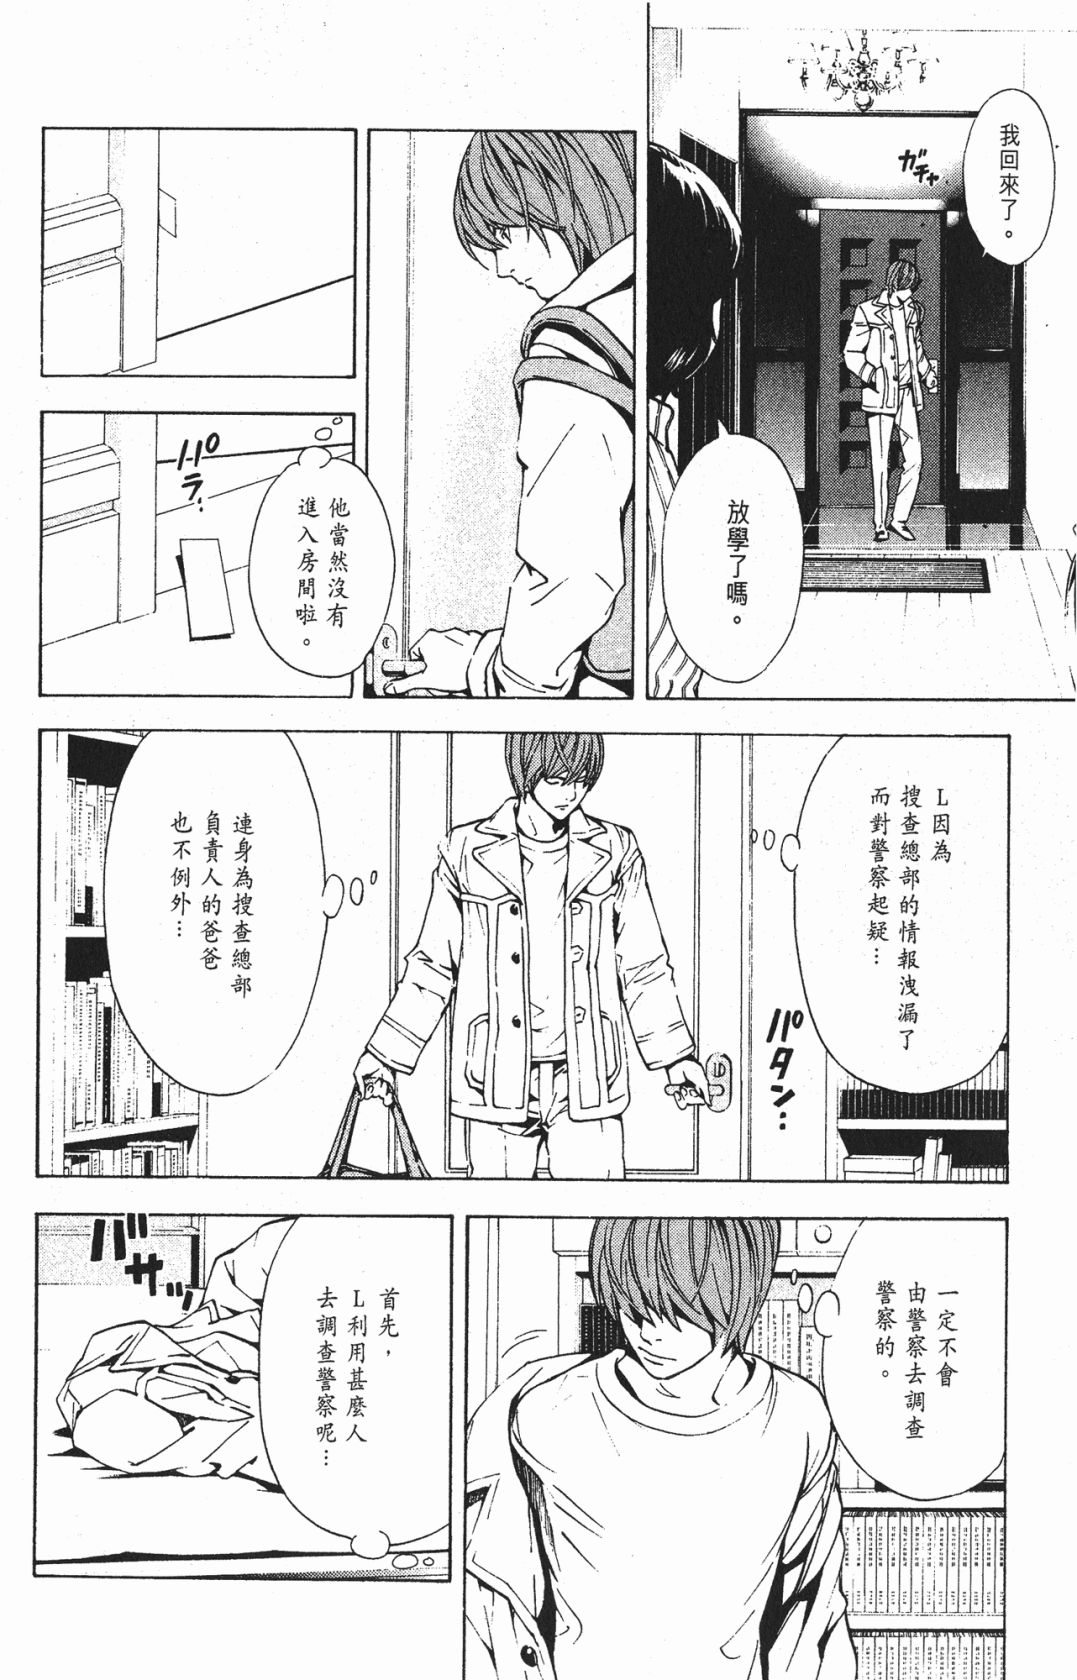 我回來了。
ガチャ
放學了嗎。
パラ
他當然沒有
進入房間啦。
L因為
搜查總部的情報洩漏了
而對警察起疑…
パタン…
連身為搜查總部
負責人的爸爸
也不例外…
一定不會
由警察去調查
警察的。
首先，
L利用甚麼人
去調查警察呢…
バサッ